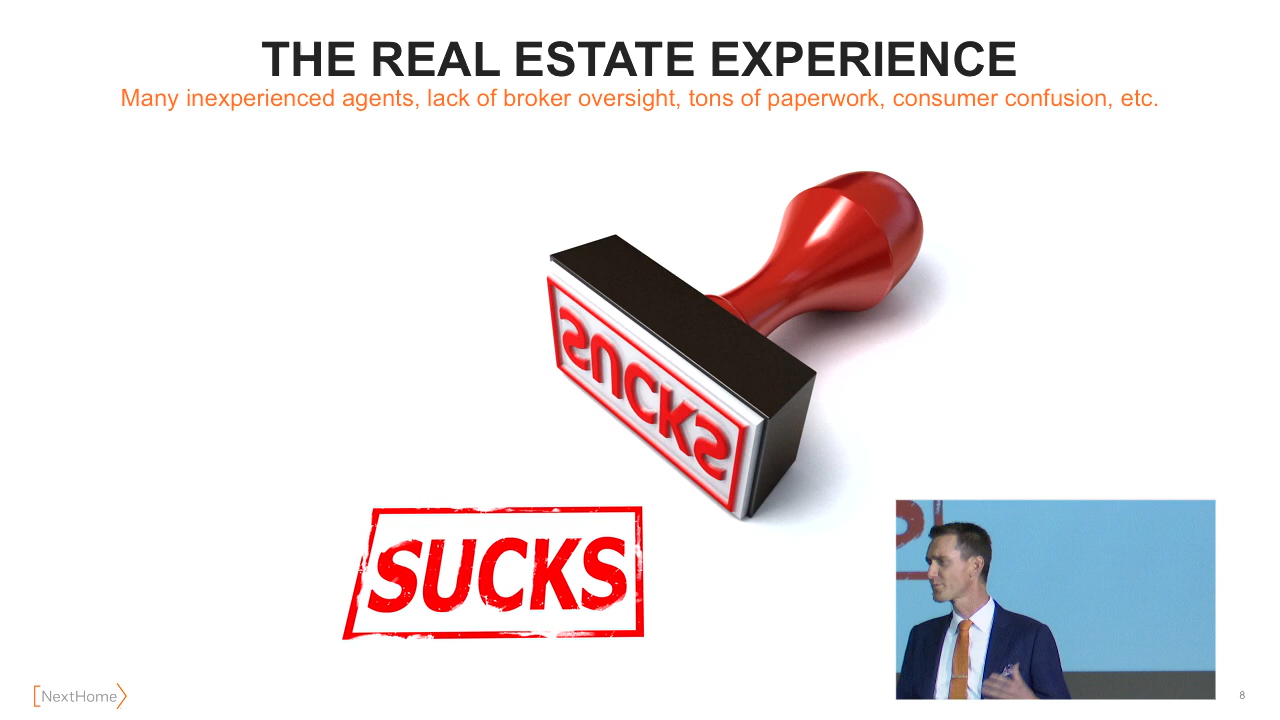 THE REAL ESTATE EXPERIENCE
Many inexperienced agents, lack of broker oversight, tons of paperwork, consumer confusion, etc.
SUCKS
SUCKS
NextHome
8